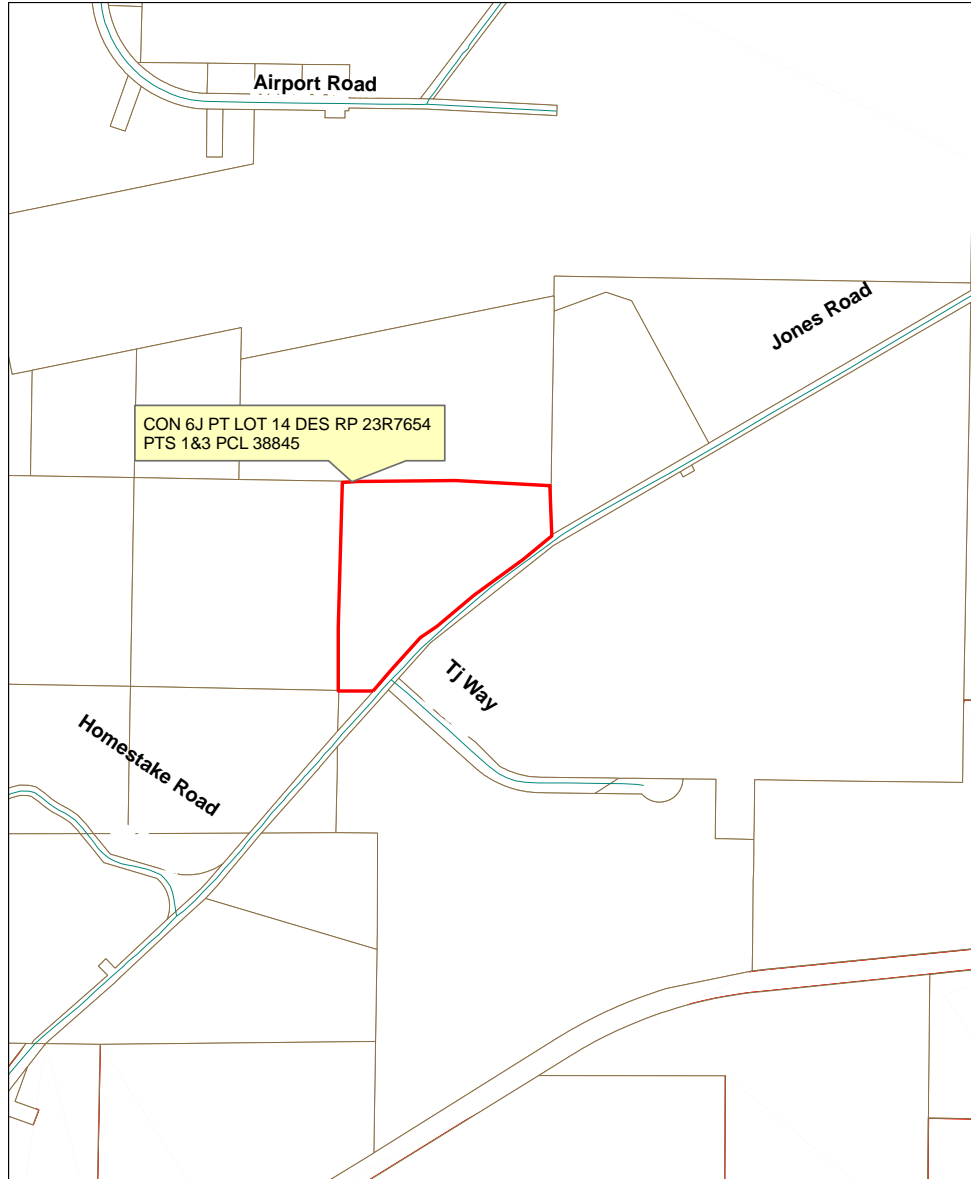 Airport Road
Jones Road
CON 6J PT LOT 14 DES RP 23R7654
PTS 1&3 PCL 38845
Tj Way
Homestake Road